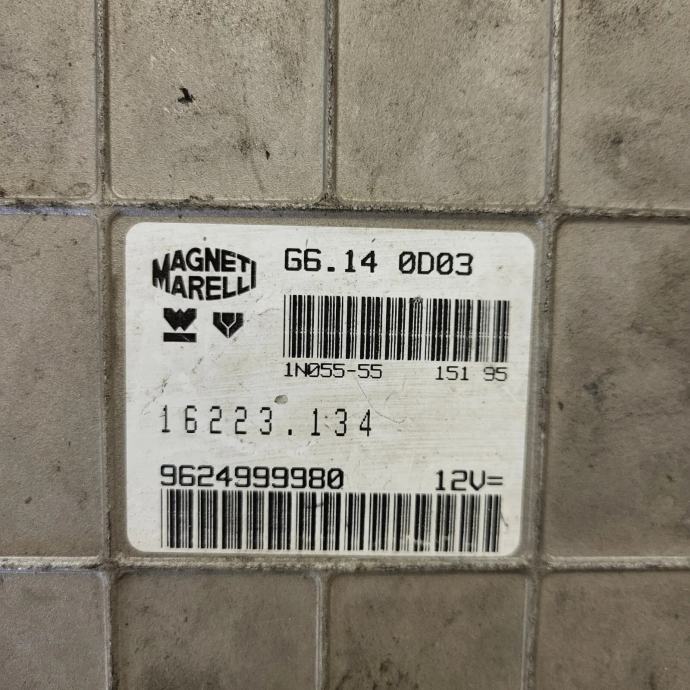 MAGNETI
MARELLI
G6.14 0D03
1N055-55 151 95
16223.134
9624999980 12V=